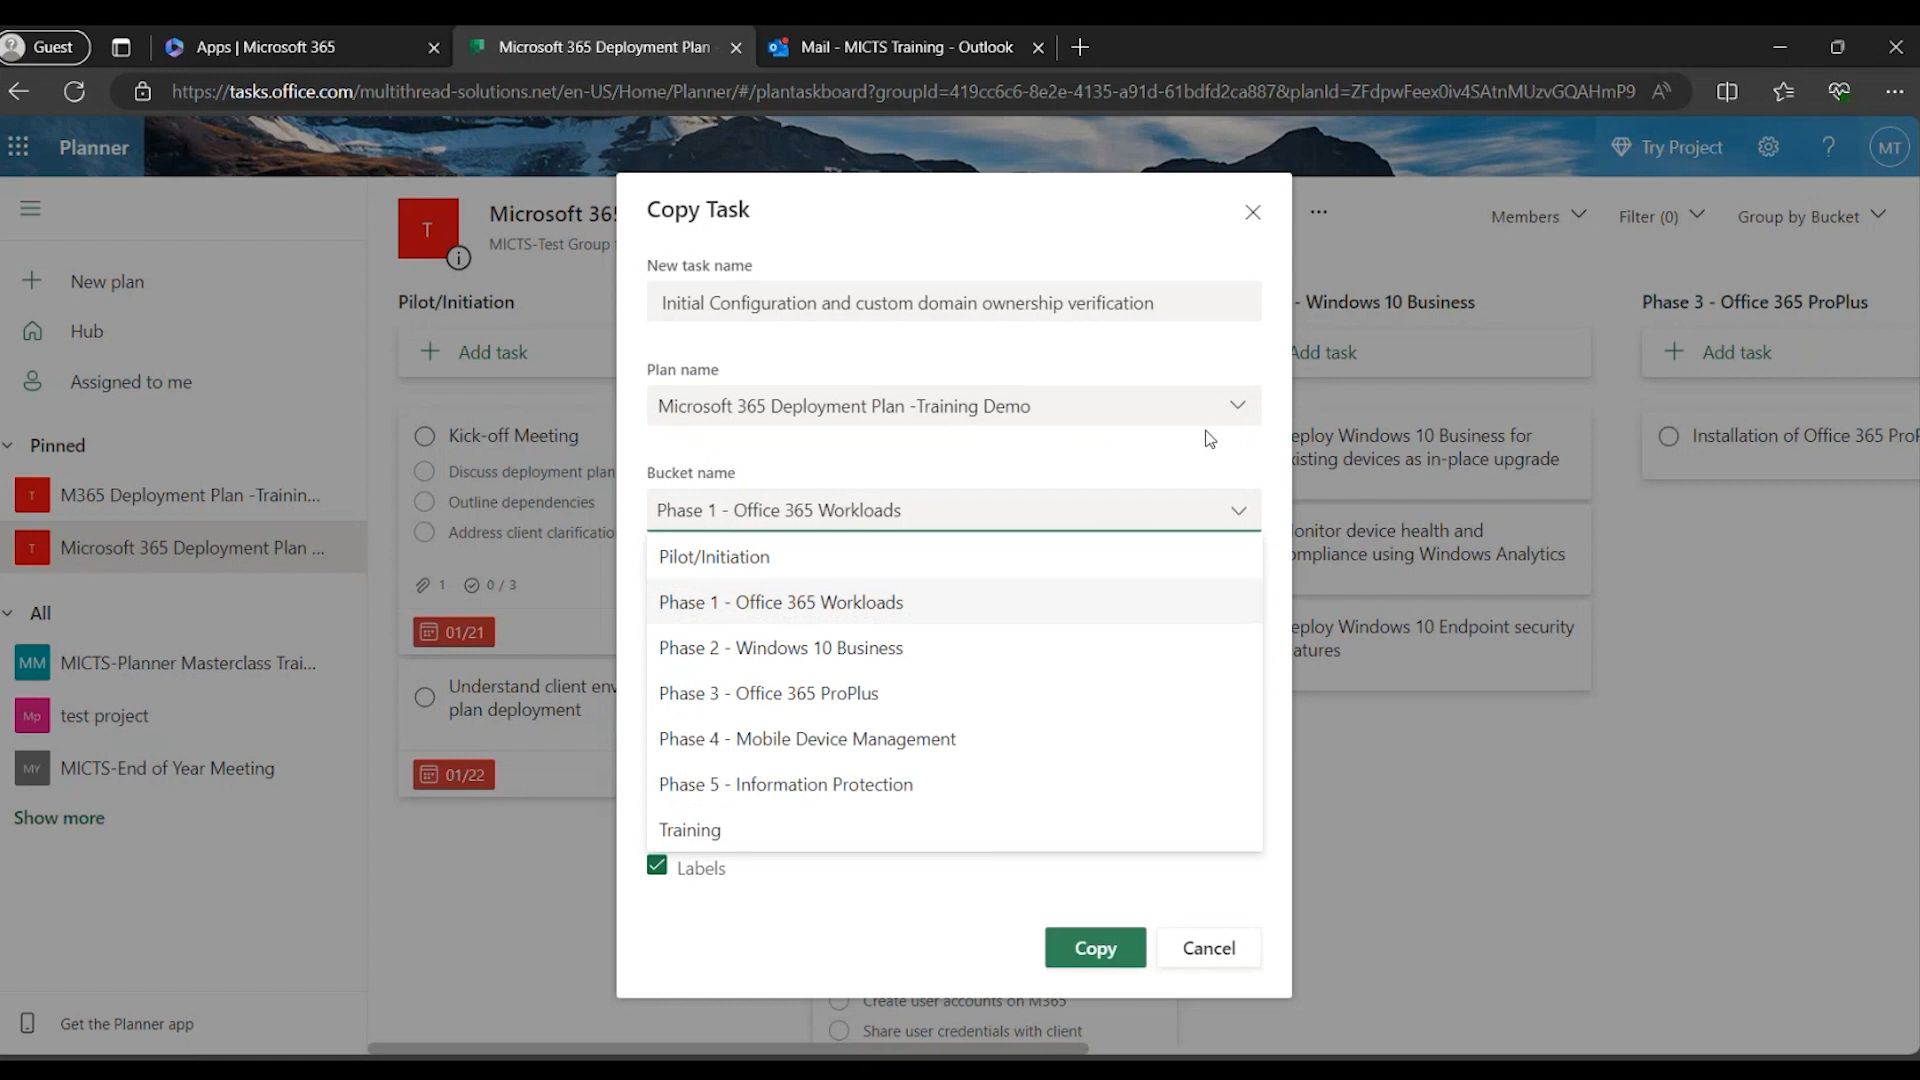 Guest
Apps | Microsoft 365
Microsoft 365 Deployment Plan
Mail - MICTS Training - Outlook
https://tasks.office.com/multithread-solutions.net/en-US/Home/Planner/#/plantaskboard?groupId=419cc6c6-8e2e-4135-a91d-61bdfd2ca887&planId=ZFdpwFeex0iv4SAtnMUzvGQAHmP9
Planner
Try Project
MT
New plan
Hub
Assigned to me
Pinned
T M365 Deployment Plan -Trainin...
T Microsoft 365 Deployment Plan ...
All
MM MICTS-Planner Masterclass Trai...
Mp test project
MY MICTS-End of Year Meeting
Show more
Get the Planner app
T
Microsoft 36
MICTS-Test Group
Members
Filter (0)
Group by Bucket
Pilot/Initiation
Add task
Kick-off Meeting
Discuss deployment plan
Outline dependencies
Address client clarificatio
1
0 / 3
01/21
Understand client env
plan deployment
01/22
Copy Task
New task name
Initial Configuration and custom domain ownership verification
Plan name
Microsoft 365 Deployment Plan -Training Demo
Bucket name
Phase 1 - Office 365 Workloads
Pilot/Initiation
Phase 1 - Office 365 Workloads
Phase 2 - Windows 10 Business
Phase 3 - Office 365 ProPlus
Phase 4 - Mobile Device Management
Phase 5 - Information Protection
Training
Labels
Copy
Cancel
Create user accounts on M365
Share user credentials with client
- Windows 10 Business
Add task
eploy Windows 10 Business for
xisting devices as in-place upgrade
onitor device health and
ompliance using Windows Analytics
eploy Windows 10 Endpoint security
atures
Phase 3 - Office 365 ProPlus
Add task
Installation of Office 365 ProP